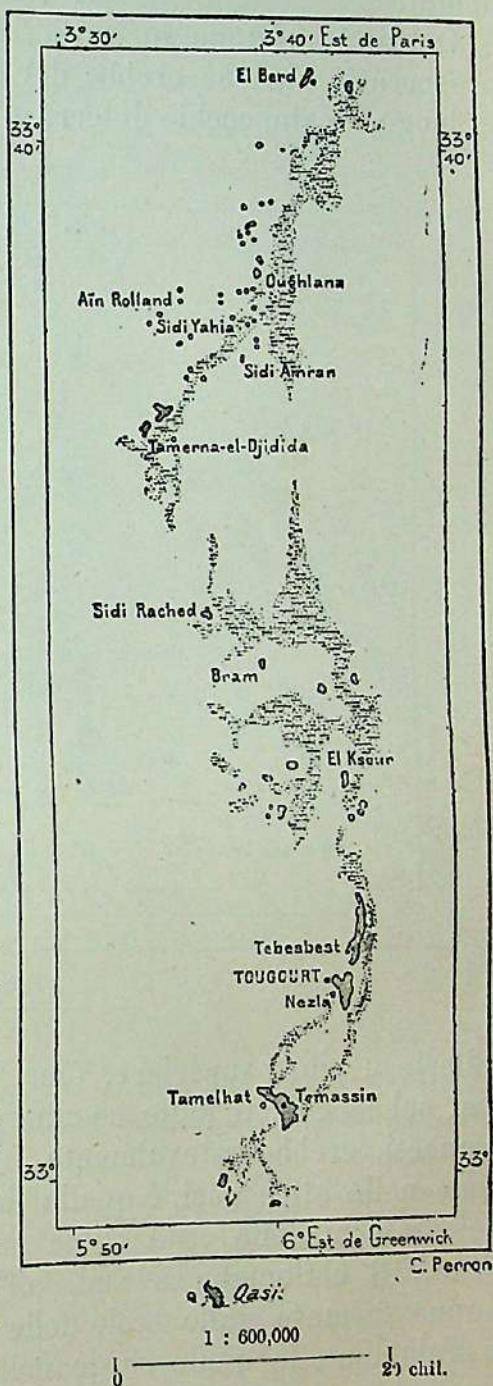 3° 30' 3° 40' Est de Paris
El Berd
33° 40' 33° 40'
Oughlana
Aïn Rolland
Sidi Yahia
Sidi Amran
Tamerna-el-Djidida
Sidi Rached
Bram
El Ksour
Tebesbest
TOUGOURT
Nezla
Tamelhat Temassin
33° 33°
5° 50' 6° Est de Greenwich
C. Perron
Oasi
1 : 600,000
0 20 chil.